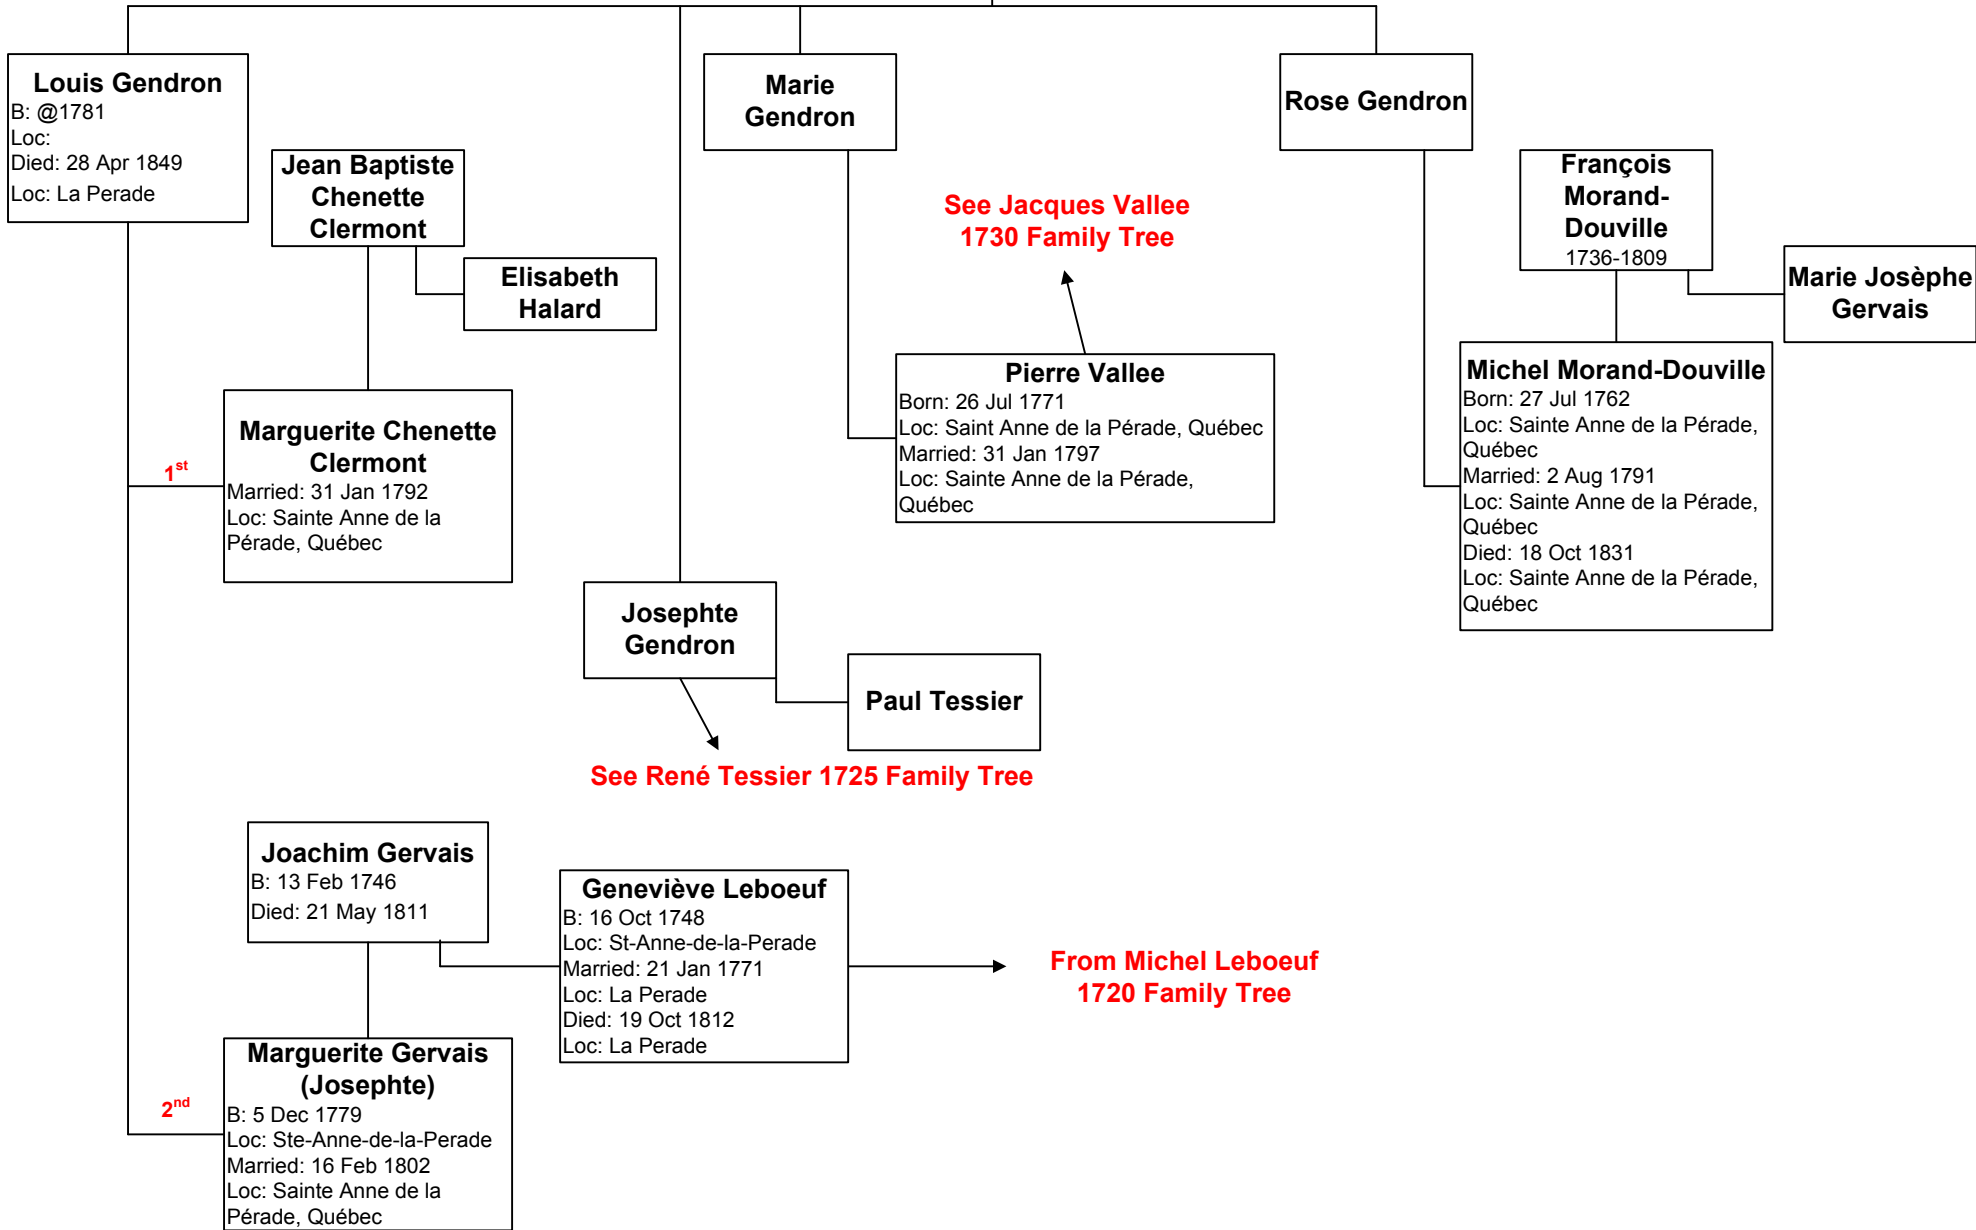 Louis Gendron
B: @1781
Loc:
Died: 28 Apr 1849
Loc: La Perade
Jean Baptiste
Chenette
Clermont
Elisabeth
Halard
1st
Marguerite Chenette
Clermont
Married: 31 Jan 1792
Loc: Sainte Anne de la
Pérade, Québec
Marie
Gendron
See Jacques Vallee
1730 Family Tree
Pierre Vallee
Born: 26 Jul 1771
Loc: Saint Anne de la Pérade, Québec
Married: 31 Jan 1797
Loc: Sainte Anne de la Pérade,
Québec
Rose Gendron
François
Morand-
Douville
1736-1809
Marie Josèphe
Gervais
Michel Morand-Douville
Born: 27 Jul 1762
Loc: Sainte Anne de la Pérade,
Québec
Married: 2 Aug 1791
Loc: Sainte Anne de la Pérade,
Québec
Died: 18 Oct 1831
Loc: Sainte Anne de la Pérade,
Québec
Josephte
Gendron
Paul Tessier
See René Tessier 1725 Family Tree
Joachim Gervais
B: 13 Feb 1746
Died: 21 May 1811
Geneviève Leboeuf
B: 16 Oct 1748
Loc: St-Anne-de-la-Perade
Married: 21 Jan 1771
Loc: La Perade
Died: 19 Oct 1812
Loc: La Perade
From Michel Leboeuf
1720 Family Tree
2nd
Marguerite Gervais
(Josephte)
B: 5 Dec 1779
Loc: Ste-Anne-de-la-Perade
Married: 16 Feb 1802
Loc: Sainte Anne de la
Pérade, Québec